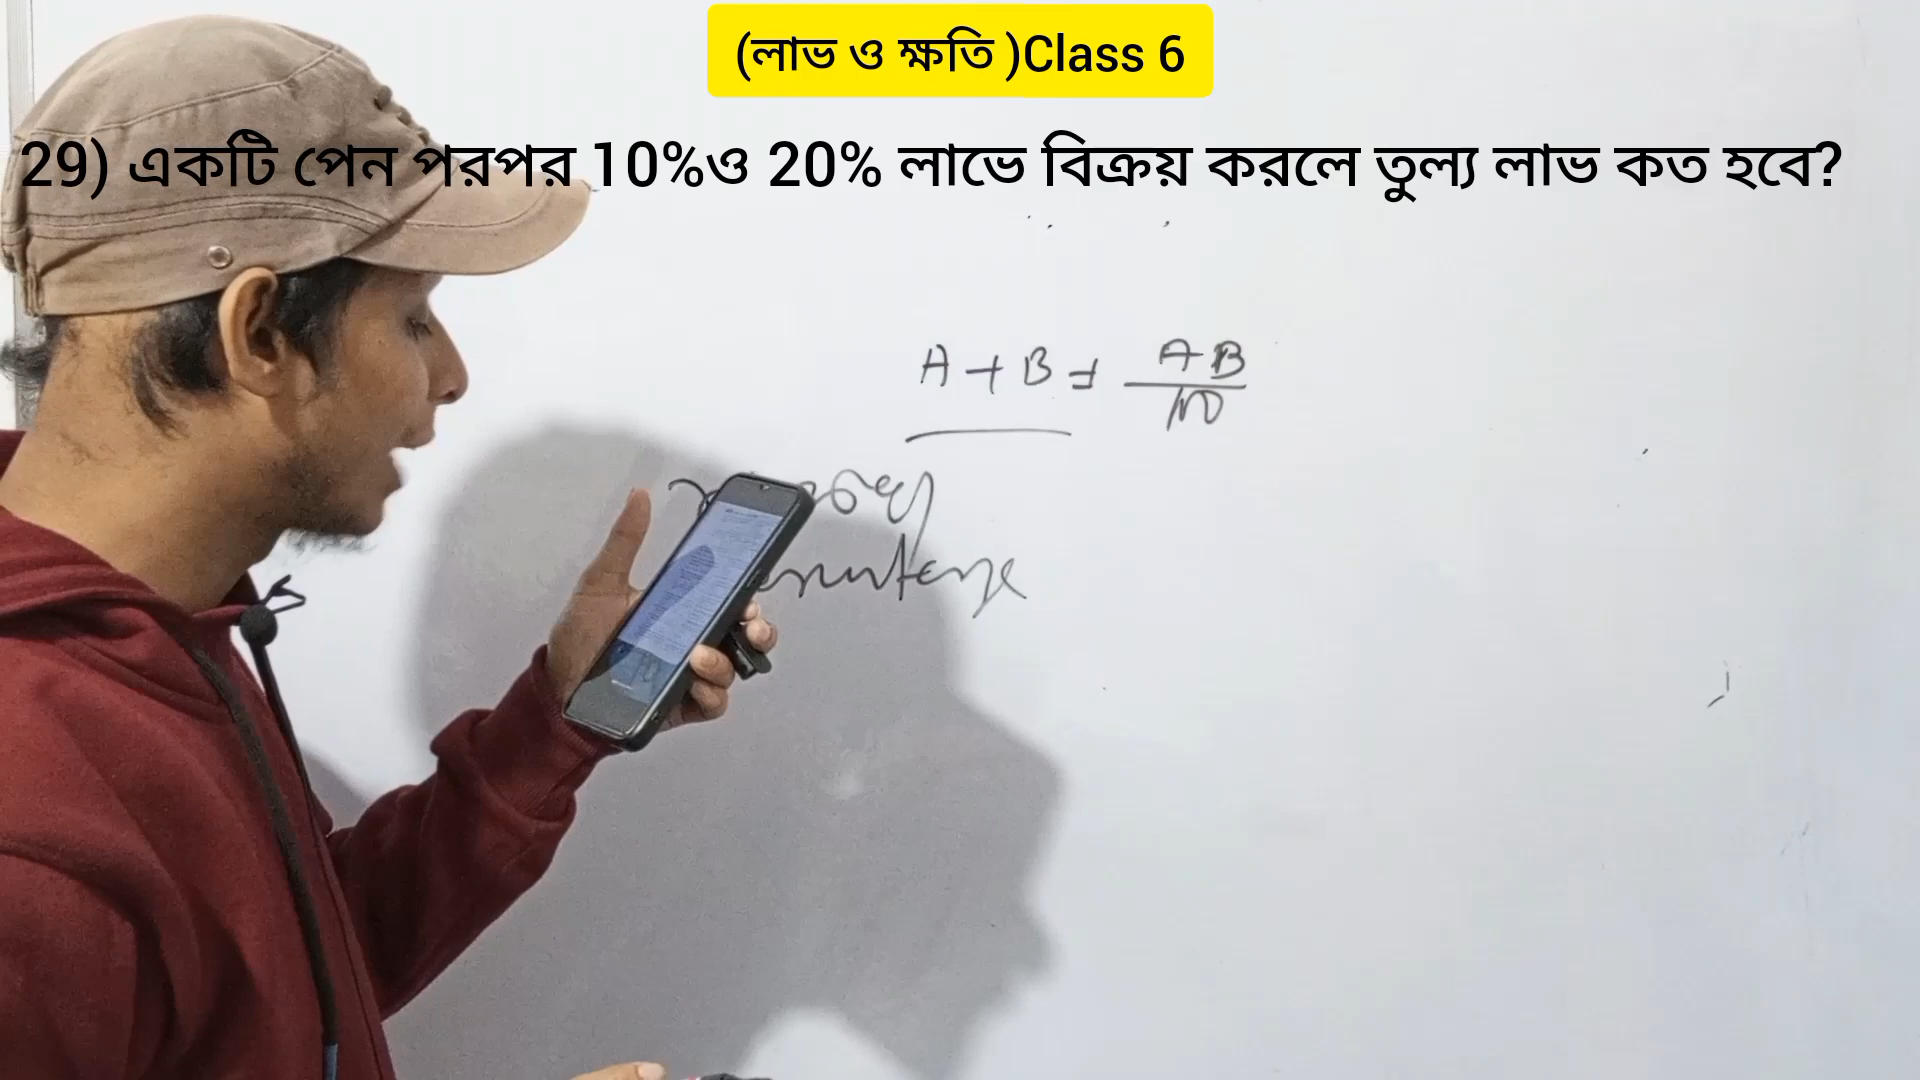 (লাভ ও ক্ষতি )Class 6
29) একটি পেন পরপর 10%ও 20% লাভে বিক্রয় করলে তুল্য লাভ কত হবে?
A + B ± AB/100